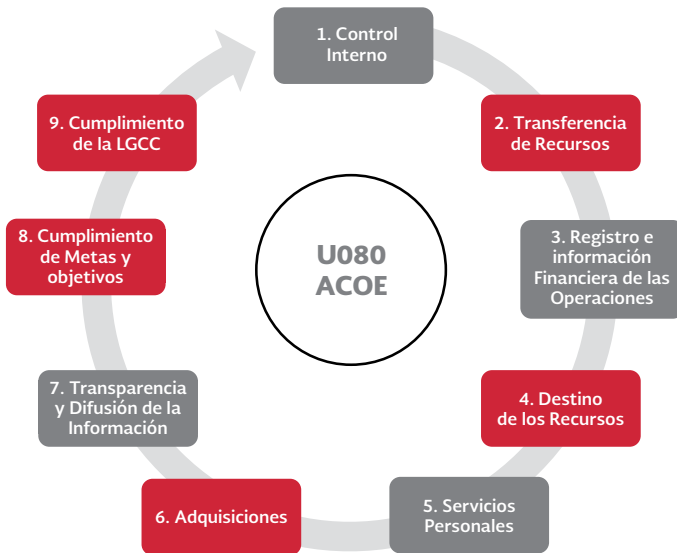 1. Control
Interno
2. Transferencia
de Recursos
3. Registro e
información
Financiera de las
Operaciones
4. Destino
de los Recursos
5. Servicios
Personales
6. Adquisiciones
7. Transparencia
y Difusión de la
Información
8. Cumplimiento
de Metas y
objetivos
9. Cumplimiento
de la LGCC
U080
ACOE